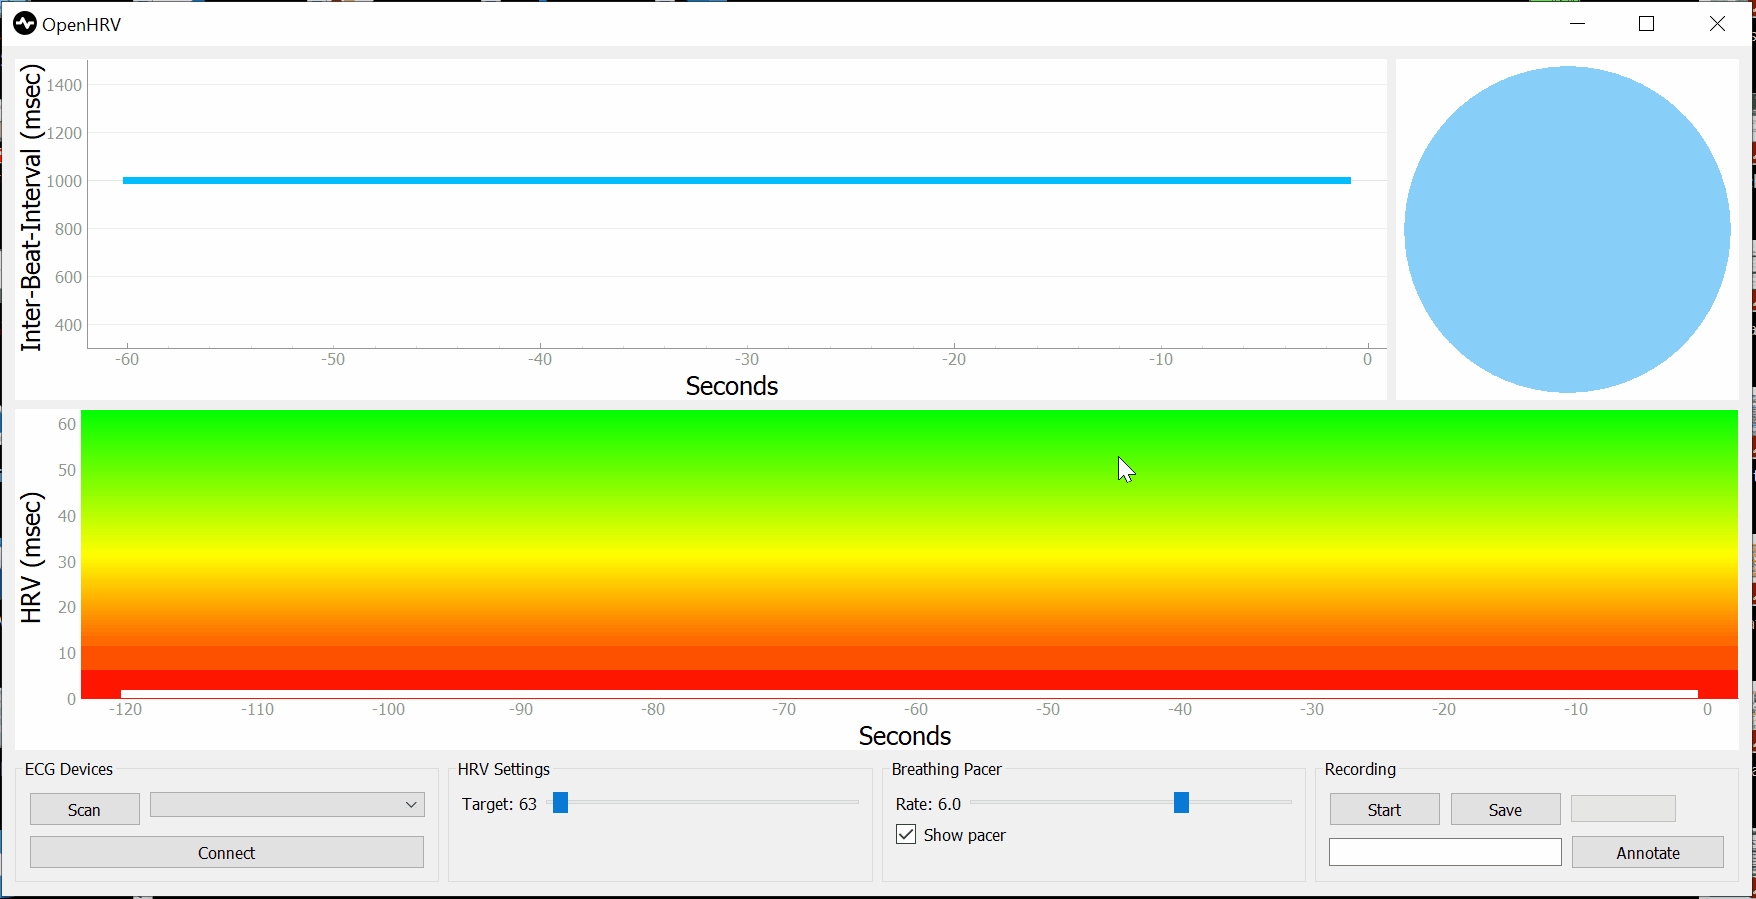 OpenHRV
Inter-Beat-Interval (msec)
1400
1200
1000
800
600
400
-60 -50 -40 -30 -20 -10 0
Seconds
HRV (msec)
60
50
40
30
20
10
0
-120 -110 -100 -90 -80 -70 -60 -50 -40 -30 -20 -10 0
Seconds
ECG Devices
Scan
Connect
HRV Settings
Target: 63
Breathing Pacer
Rate: 6.0
Show pacer
Recording
Start Save
Annotate